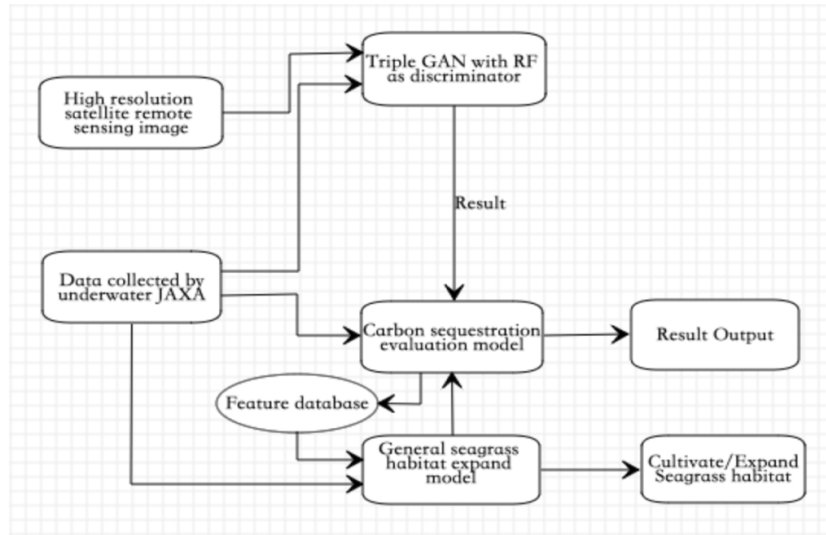 Triple GAN with RF
as discriminator
High resolution
satellite remote
sensing image
Result
Data collected by
underwater JAXA
Carbon sequestration
evaluation model
Result Output
Feature database
General seagrass
habitat expand
model
Cultivate/Expand
Seagrass habitat